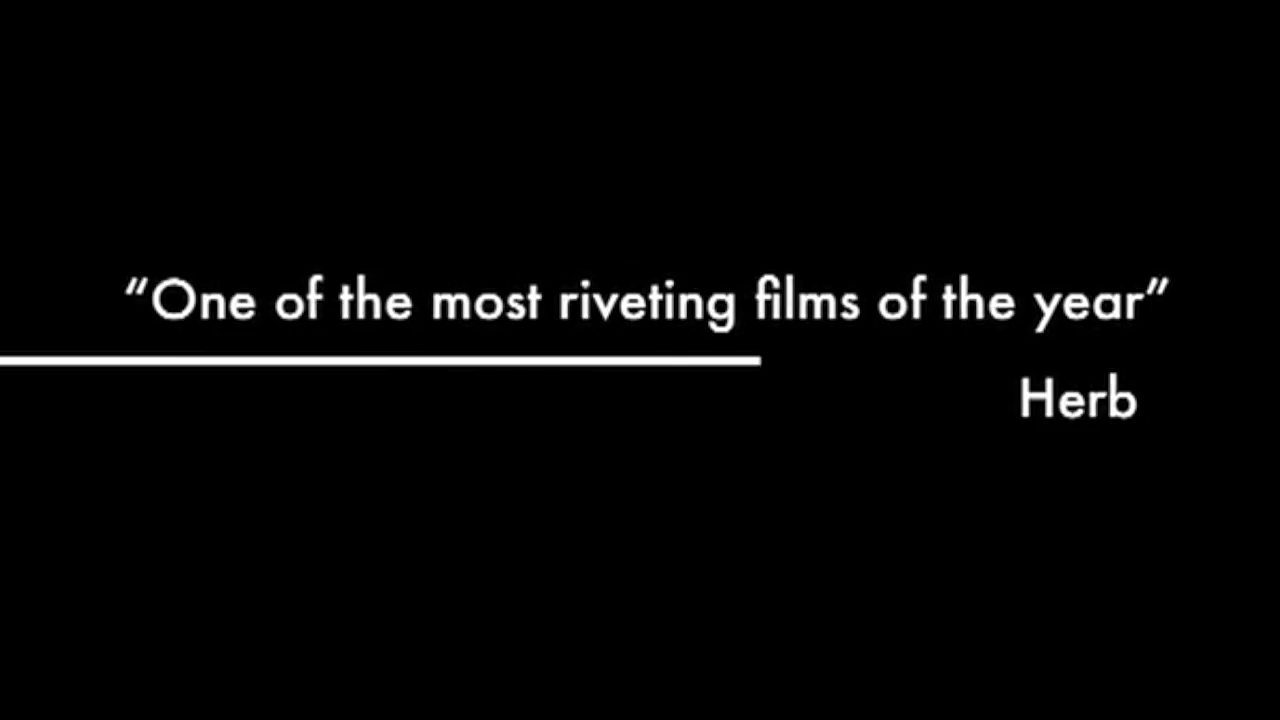 “One of the most riveting films of the year”
Herb